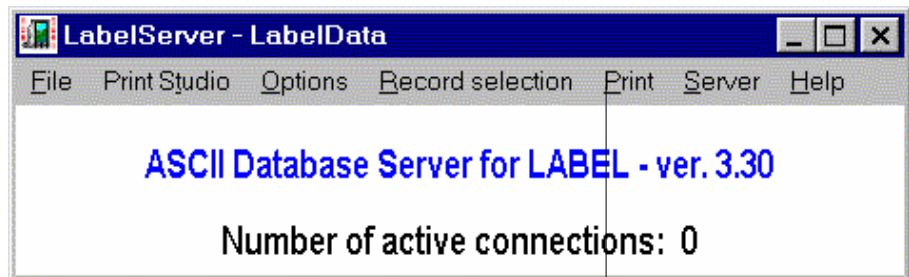 LabelServer - LabelData
File Print Studio Options Record selection Print Server Help
ASCII Database Server for LABEL - ver. 3.30
Number of active connections: 0